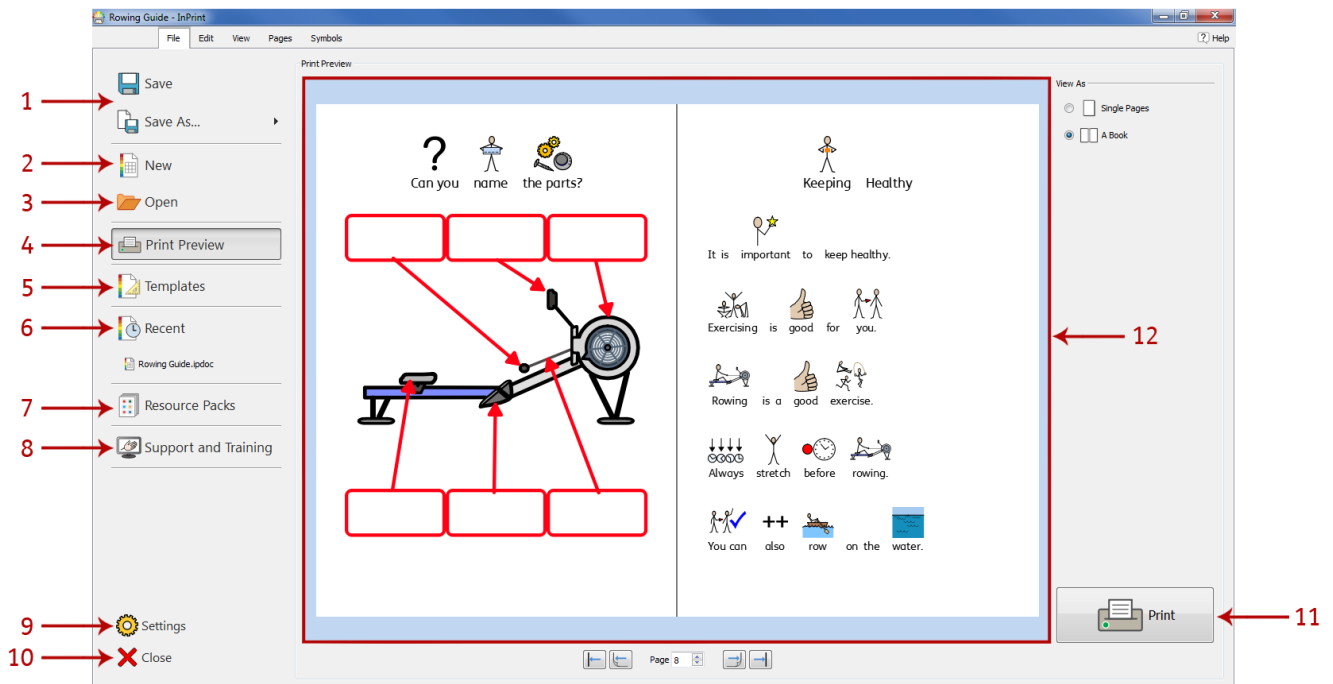 Rowing Guide - InPrint
File Edit View Pages Symbols
Help
1
Save
Save As...
2
New
3
Open
4
Print Preview
5
Templates
6
Recent
Rowing Guide.ipdoc
7
Resource Packs
8
Support and Training
9
Settings
10
Close
Print Preview
?
Can you name the parts?
Keeping Healthy
It is important to keep healthy.
Exercising is good for you.
Rowing is a good exercise.
Always stretch before rowing.
++
You can also row on the water.
Page 8
View As
Single Pages
A Book
12
Print
11